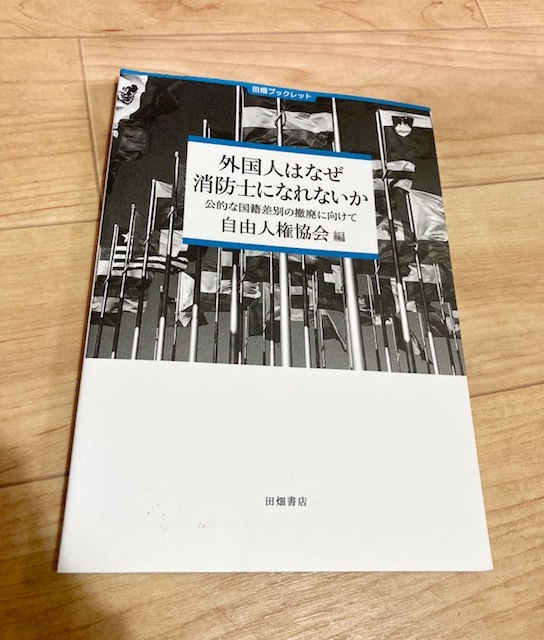 田畑ブックレット
外国人はなぜ
消防士になれないか
公的な国籍差別の撤廃に向けて
自由人権協会 編
田畑書店